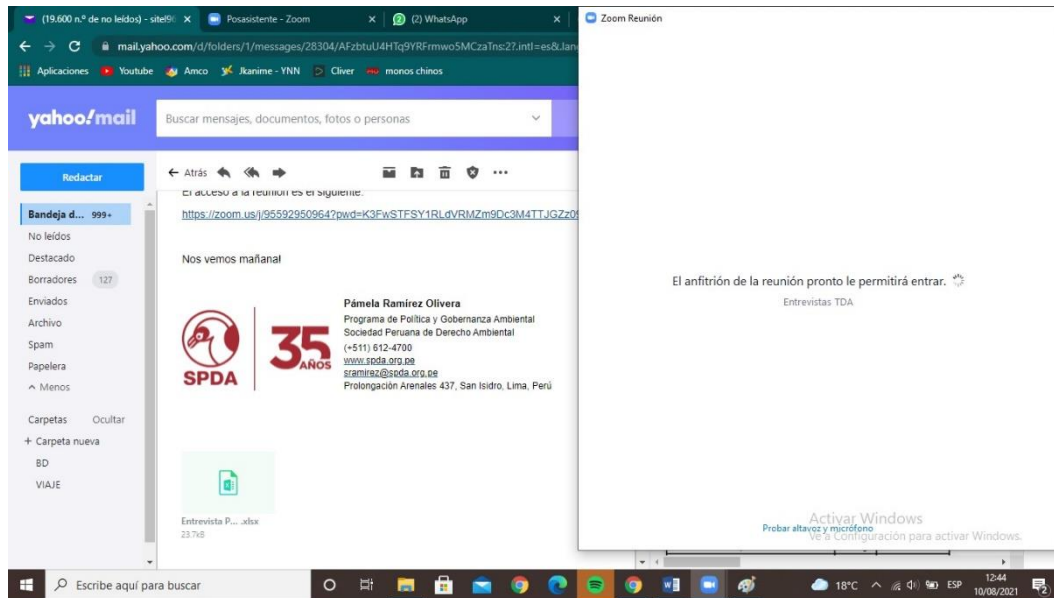 (19.600 n.º de no leídos) - sitel9
Posasistente - Zoom
(2) WhatsApp
Zoom Reunión
mail.yahoo.com/d/folders/1/messages/28304/AFzbtuU4HTq9YRFrmwo5MCzaTns:2?.intl=es&.lan
Aplicaciones
Youtube
Amco
Jkanime - YNN
Cliver
monos chinos
yahoo!mail
Buscar mensajes, documentos, fotos o personas
Redactar
Atrás
Bandeja d... 999+
No leídos
Destacado
Borradores 127
Enviados
Archivo
Spam
Papelera
Menos
Carpetas Ocultar
+ Carpeta nueva
BD
VIAJE
El acceso a la reunión es el siguiente:
https://zoom.us/j/95592950964?pwd=K3FwSTFSY1RLdVRMZm9Dc3M4TTJGZz09
Nos vemos mañana!
SPDA
35
AÑOS
Pámela Ramírez Olivera
Programa de Política y Gobernanza Ambiental
Sociedad Peruana de Derecho Ambiental
(+511) 612-4700
www.spda.org.pe
sramirez@spda.org.pe
Prolongación Arenales 437, San Isidro, Lima, Perú
Entrevista P... .xlsx
23.7kB
El anfitrión de la reunión pronto le permitirá entrar.
Entrevistas TDA
Activar Windows
Probar altavoz y micrófono
Ve a Configuración para activar Windows.
Escribe aquí para buscar
18°C
ESP
12:44
10/08/2021
2